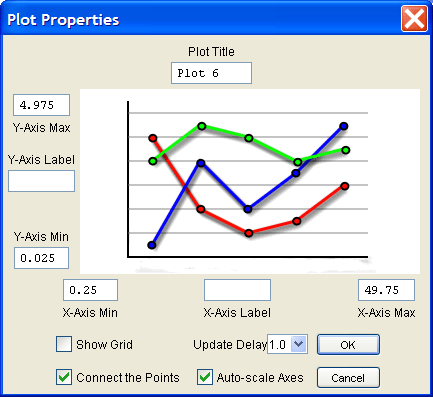 Plot Properties
Plot Title
Plot 6
4.975
Y-Axis Max
Y-Axis Label
Y-Axis Min
0.025
0.25
49.75
X-Axis Min
X-Axis Label
X-Axis Max
Show Grid
Update Delay 1.0
OK
Connect the Points
Auto-scale Axes
Cancel